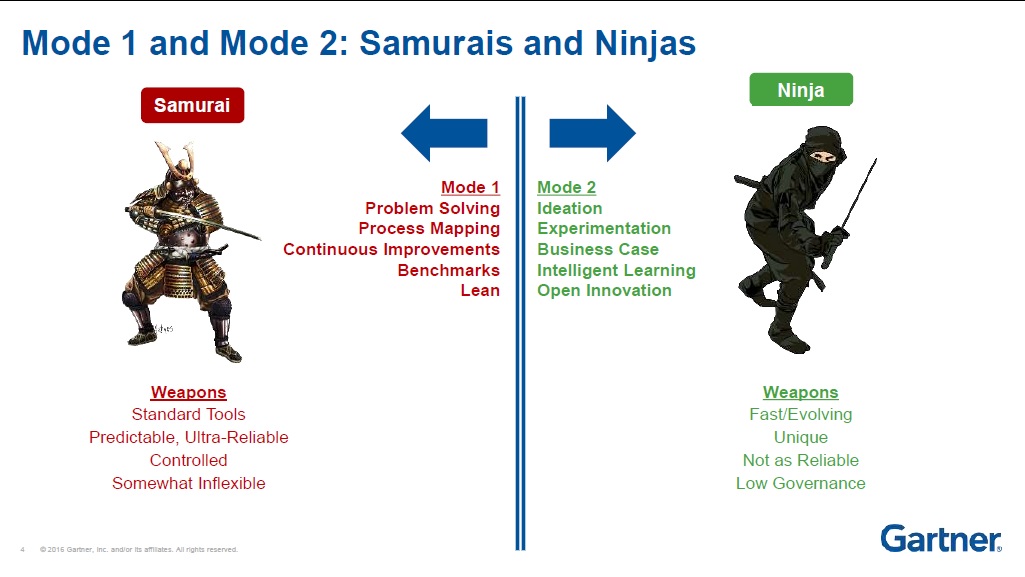 Mode 1 and Mode 2: Samurais and Ninjas
Samurai
Ninja
Mode 1
Problem Solving
Process Mapping
Continuous Improvements
Benchmarks
Lean
Mode 2
Ideation
Experimentation
Business Case
Intelligent Learning
Open Innovation
Weapons
Standard Tools
Predictable, Ultra-Reliable
Controlled
Somewhat Inflexible
Weapons
Fast/Evolving
Unique
Not as Reliable
Low Governance
4 © 2016 Gartner, Inc. and/or its affiliates. All rights reserved.
Gartner®